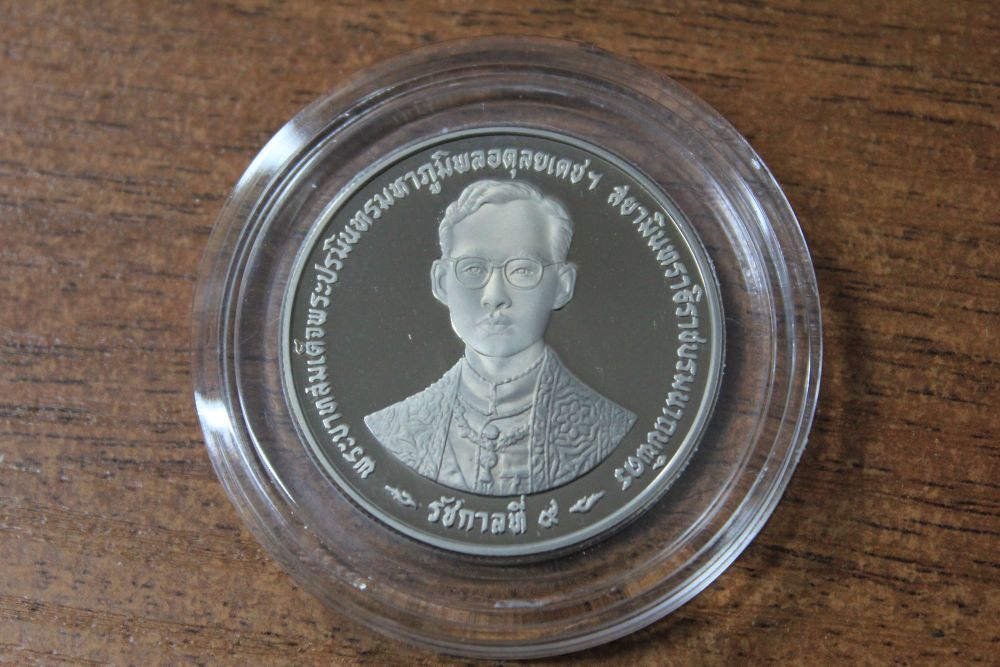 พระบาทสมเด็จพระปรมินทรมหาภูมิพลอดุลยเดชฯ สยามินทราธิราชบรมนาถบพิตร
รัชกาลที่ ๙